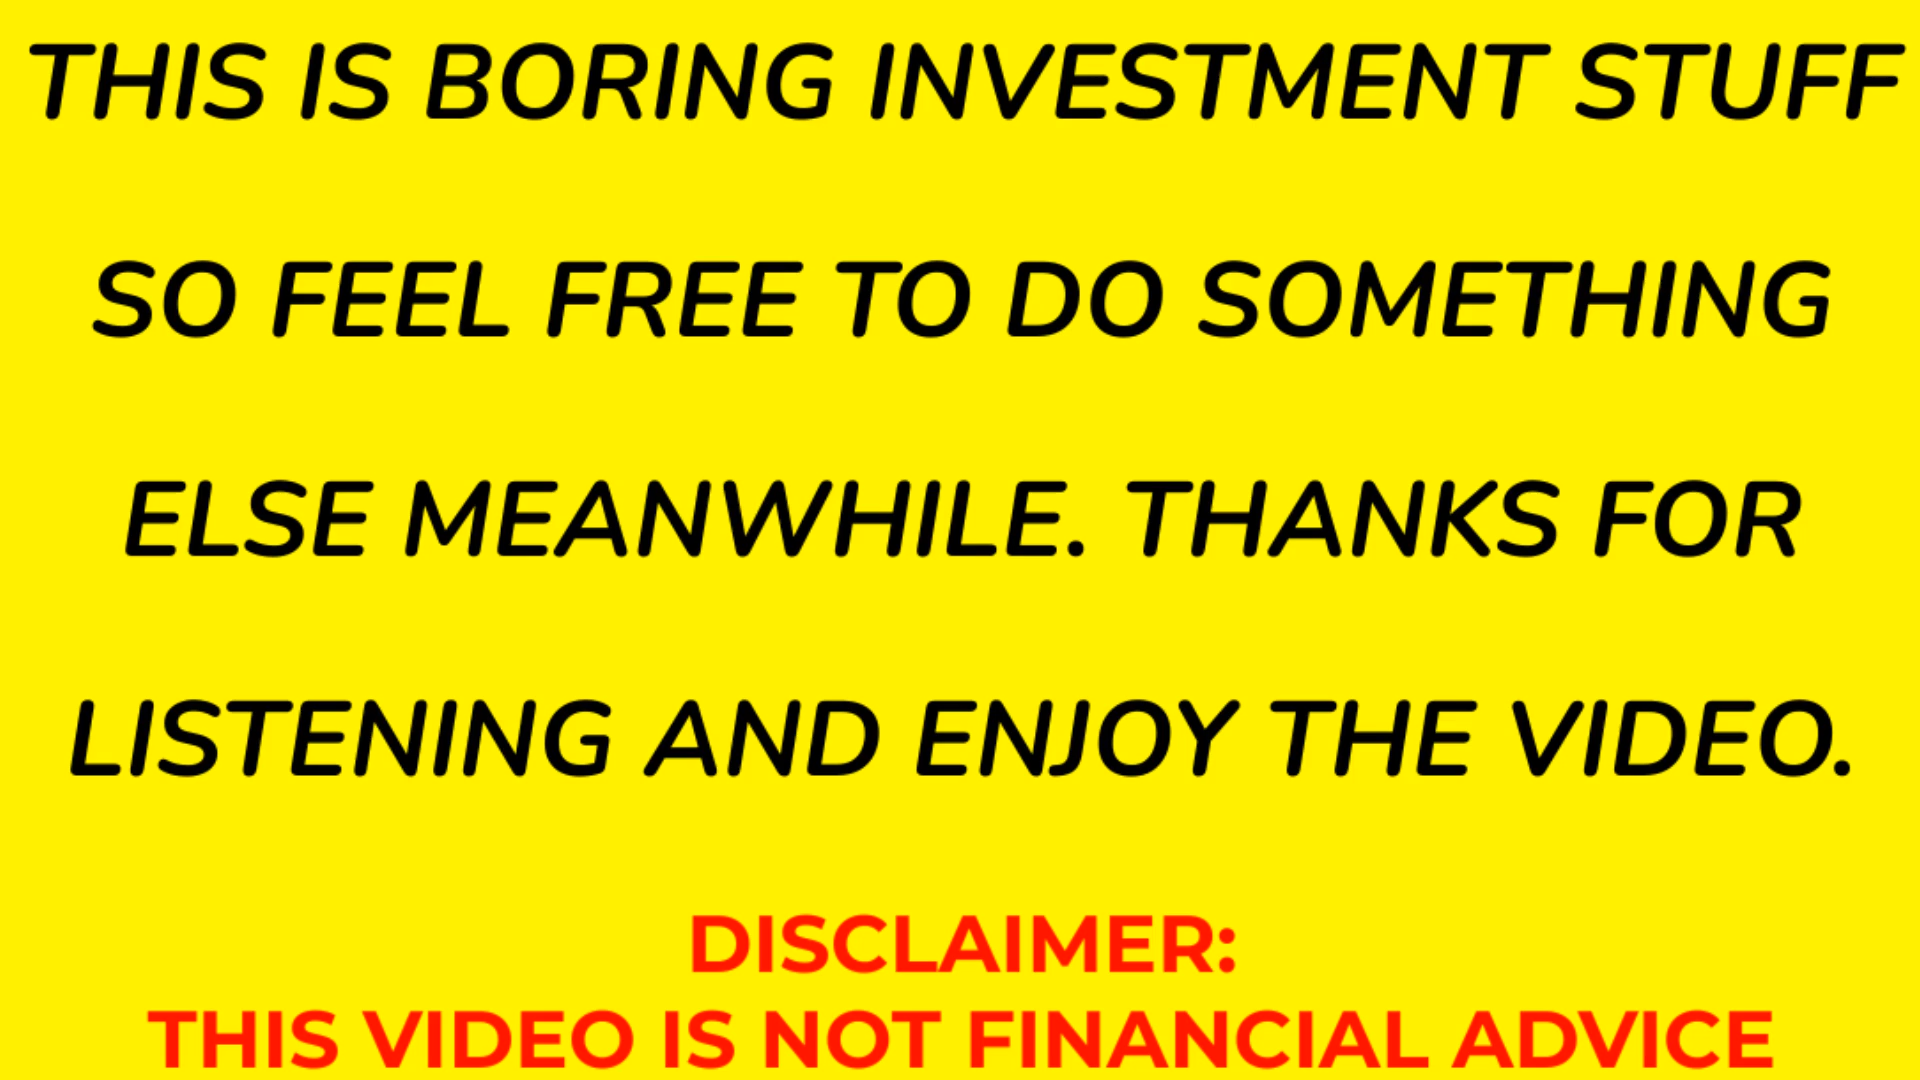 THIS IS BORING INVESTMENT STUFF
SO FEEL FREE TO DO SOMETHING
ELSE MEANWHILE. THANKS FOR
LISTENING AND ENJOY THE VIDEO.
DISCLAIMER:
THIS VIDEO IS NOT FINANCIAL ADVICE